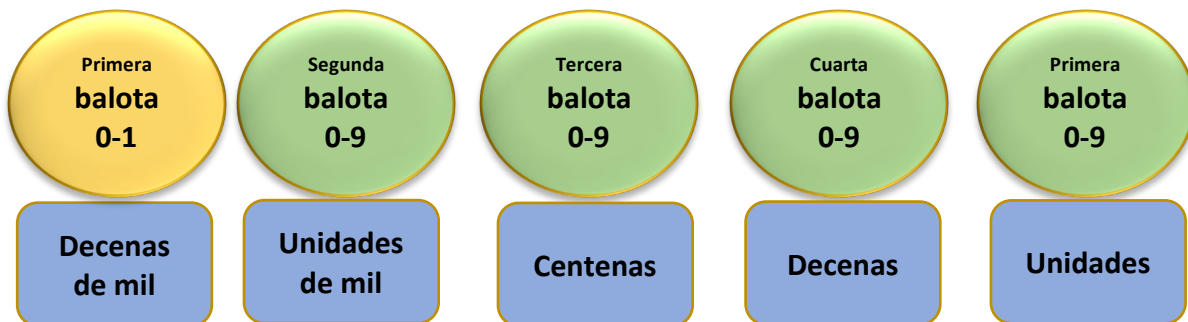 Primera
balota
0-1
Segunda
balota
0-9
Tercera
balota
0-9
Cuarta
balota
0-9
Primera
balota
0-9
Decenas
de mil
Unidades
de mil
Centenas
Decenas
Unidades